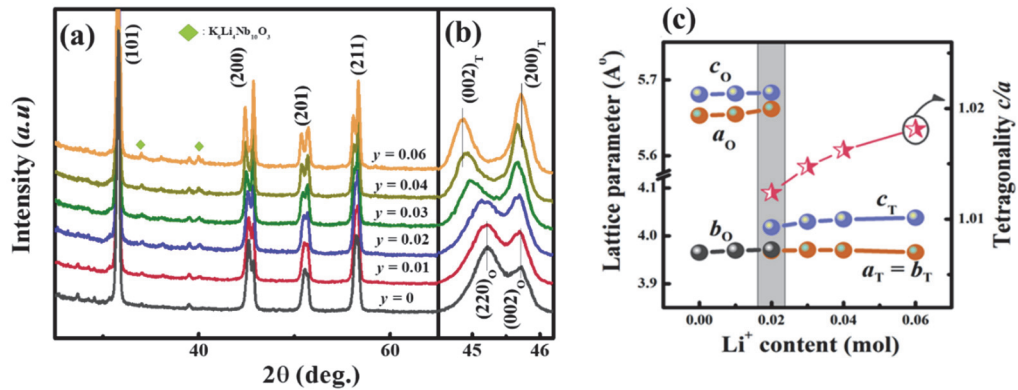 (a)
: K₆Li₄Nb₁₀O₃
(101)
(200)
(201)
(211)
y = 0.06
y = 0.04
y = 0.03
y = 0.02
y = 0.01
y = 0
Intensity (a.u)
40
60
2θ (deg.)
(b)
(002)T
(200)T
(220)O
(002)O
45
46
(c)
Lattice parameter (A°)
5.7
5.6
4.1
4.0
3.9
cO
aO
bO
cT
aT = bT
1.02
1.01
Tetragonality c/a
0.00
0.02
0.04
0.06
Li⁺ content (mol)